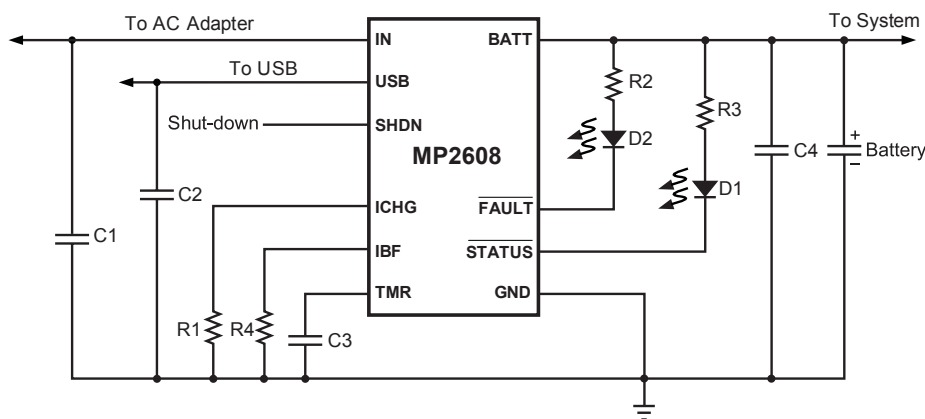 To AC Adapter
To System
IN
BATT
To USB
USB
R2
R3
Shut-down
SHDN
D2
MP2608
C4
+
Battery
–
C2
D1
ICHG
FAULT
C1
IBF
STATUS
TMR
GND
R1
R4
C3